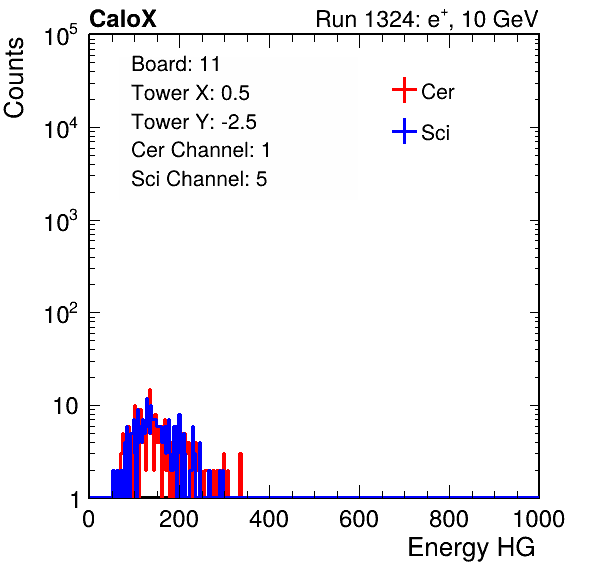 CaloX Run 1324: e⁺, 10 GeV
Counts
10⁵
10⁴
10³
10²
10
1
Board: 11
Tower X: 0.5
Tower Y: -2.5
Cer Channel: 1
Sci Channel: 5
Cer
Sci
0 200 400 600 800 1000
Energy HG